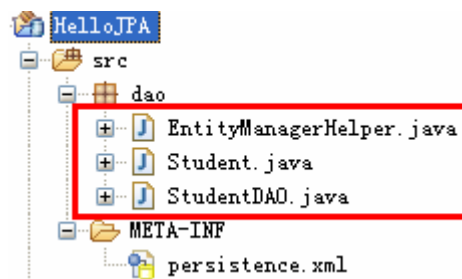 HelloJPA
src
dao
EntityManagerHelper.java
Student.java
StudentDAO.java
META-INF
persistence.xml